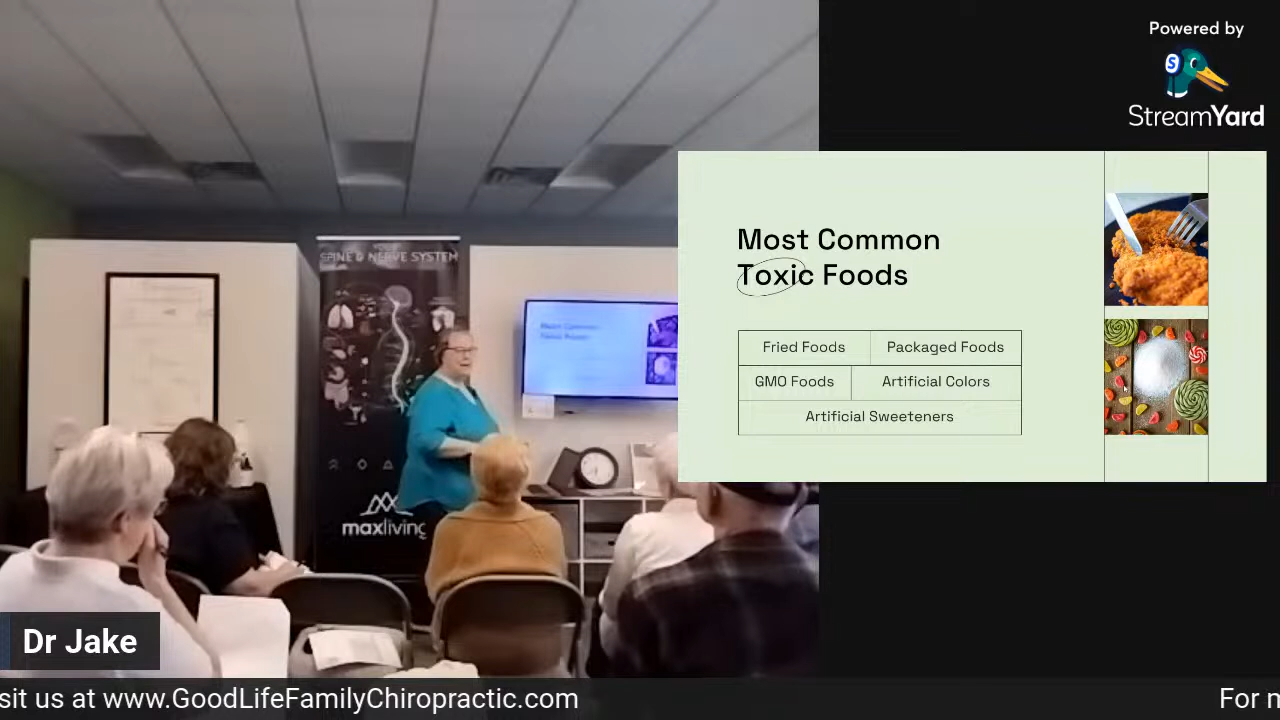 Powered by
StreamYard
SPINE & NERVE SYSTEM
Most Common
Toxic Foods
Fried Foods
Packaged Foods
GMO Foods
Artificial Colors
Artificial Sweeteners
maxliving
Dr Jake
sit us at www.GoodLifeFamilyChiropractic.com
For